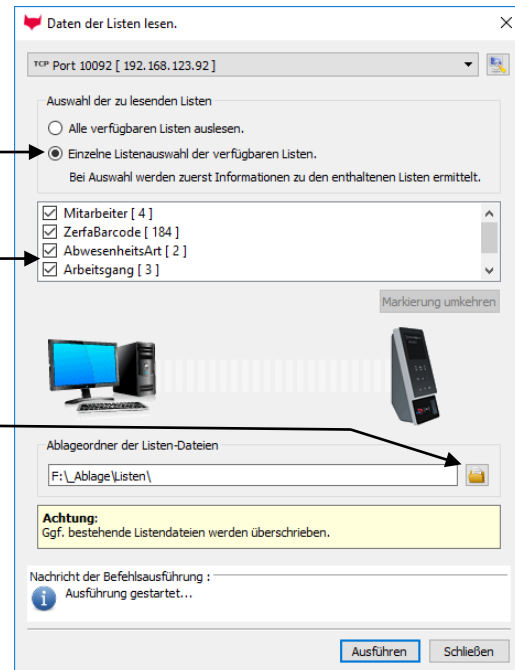 Daten der Listen lesen.
TCP Port 10092 [ 192.168.123.92 ]
Auswahl der zu lesenden Listen
Alle verfügbaren Listen auslesen.
Einzelne Listenauswahl der verfügbaren Listen.
Bei Auswahl werden zuerst Informationen zu den enthaltenen Listen ermittelt.
Mitarbeiter [ 4 ]
ZerfaBarcode [ 184 ]
AbwesenheitsArt [ 2 ]
Arbeitsgang [ 3 ]
Markierung umkehren
Ablageordner der Listen-Dateien
F:\_Ablage\Listen\
Achtung:
Ggf. bestehende Listendateien werden überschrieben.
Nachricht der Befehlsausführung :
Ausführung gestartet...
Ausführen Schließen